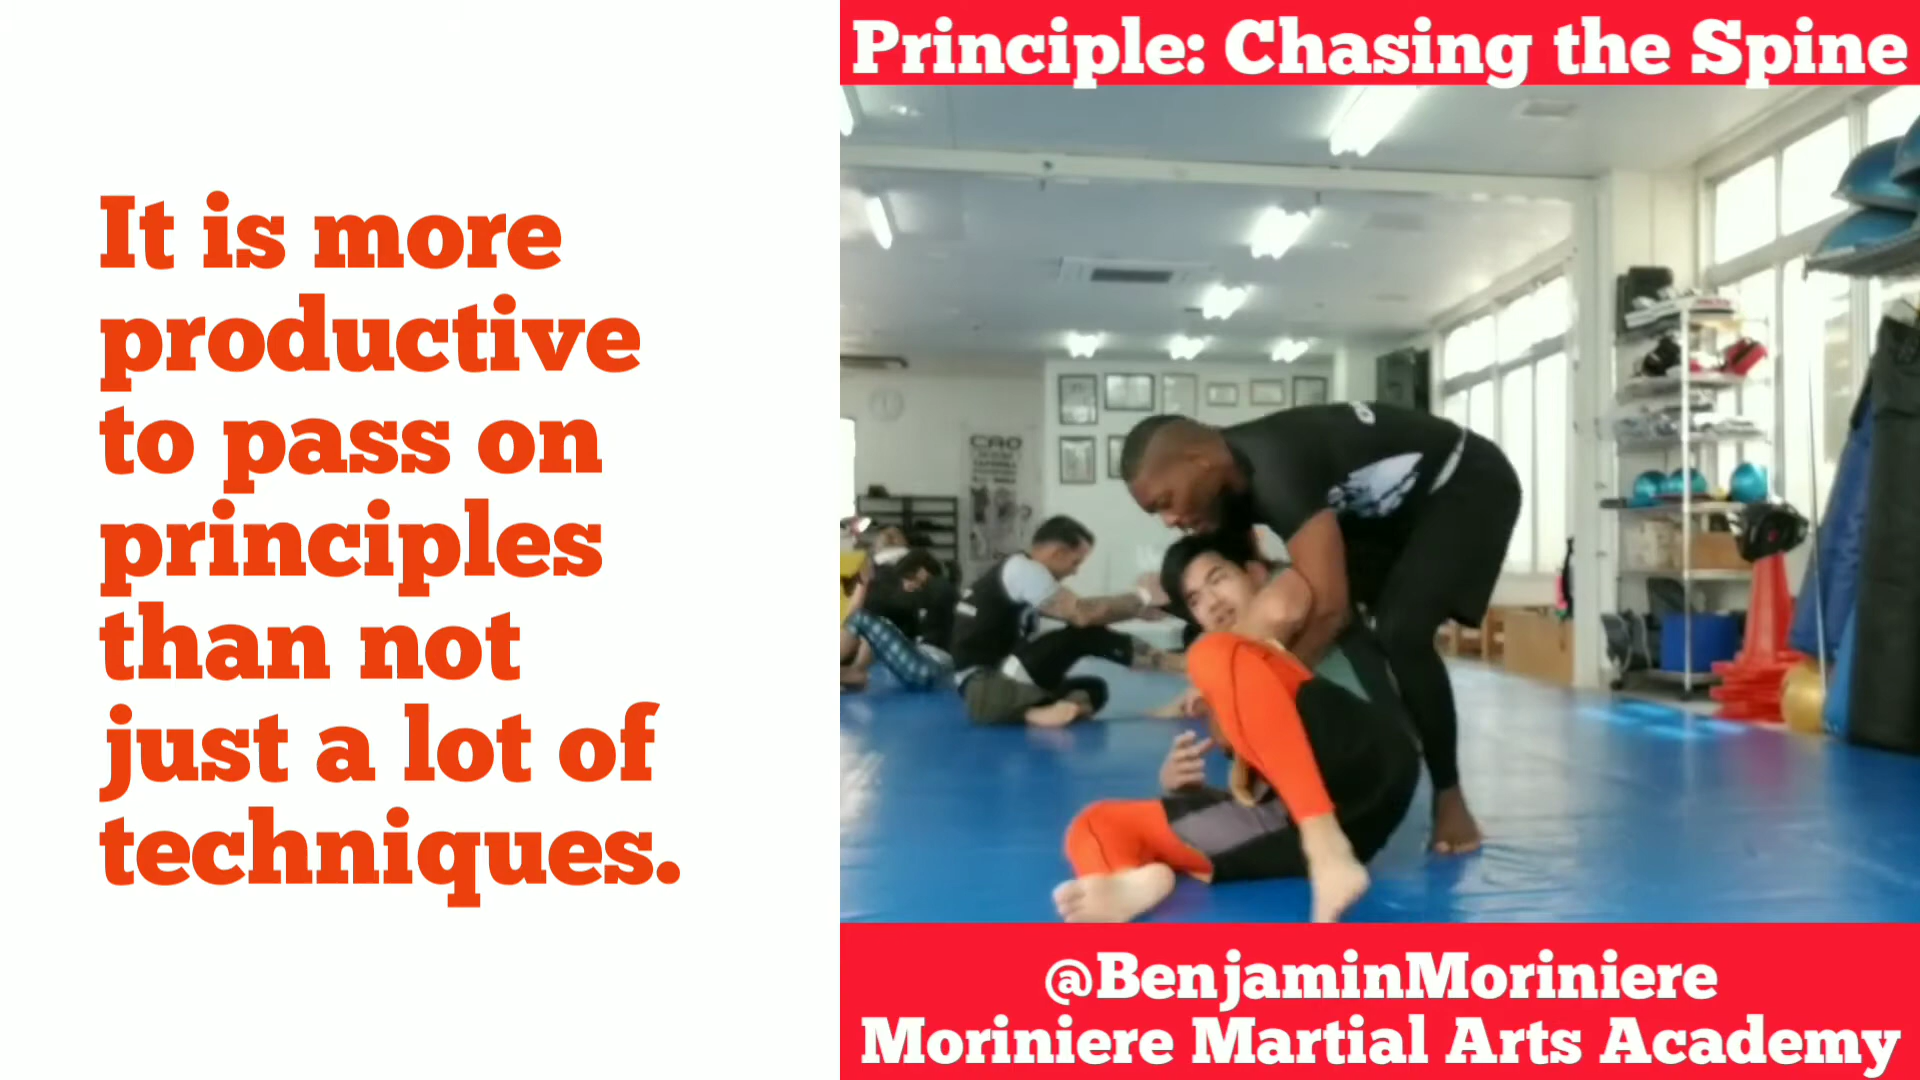 It is more
productive
to pass on
principles
than not
just a lot of
techniques.
Principle: Chasing the Spine
CAO
@BenjaminMoriniere
Moriniere Martial Arts Academy